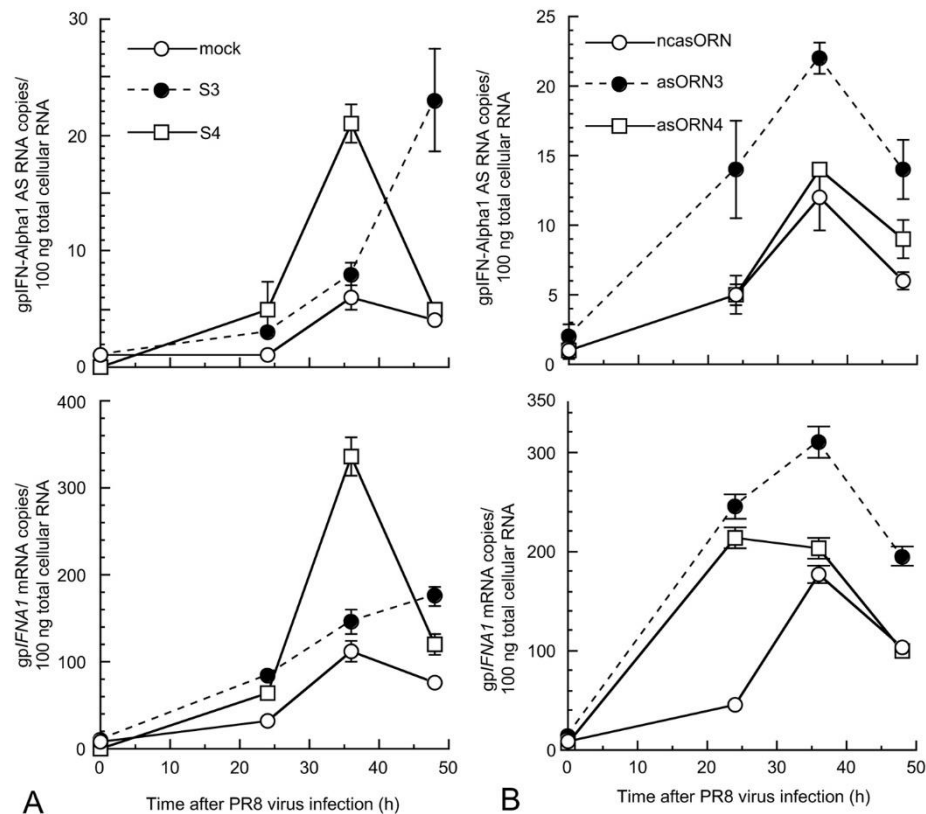 30
20
10
0
gpIFN-Alpha1 AS RNA copies/
100 ng total cellular RNA
mock
S3
S4
25
20
15
10
5
0
gpIFN-Alpha1 AS RNA copies/
100 ng total cellular RNA
ncasORN
asORN3
asORN4
400
300
200
100
0
gpIFNA1 mRNA copies/
100 ng total cellular RNA
0 10 20 30 40 50
Time after PR8 virus infection (h)
A
350
300
200
100
0
gpIFNA1 mRNA copies/
100 ng total cellular RNA
0 10 20 30 40 50
Time after PR8 virus infection (h)
B